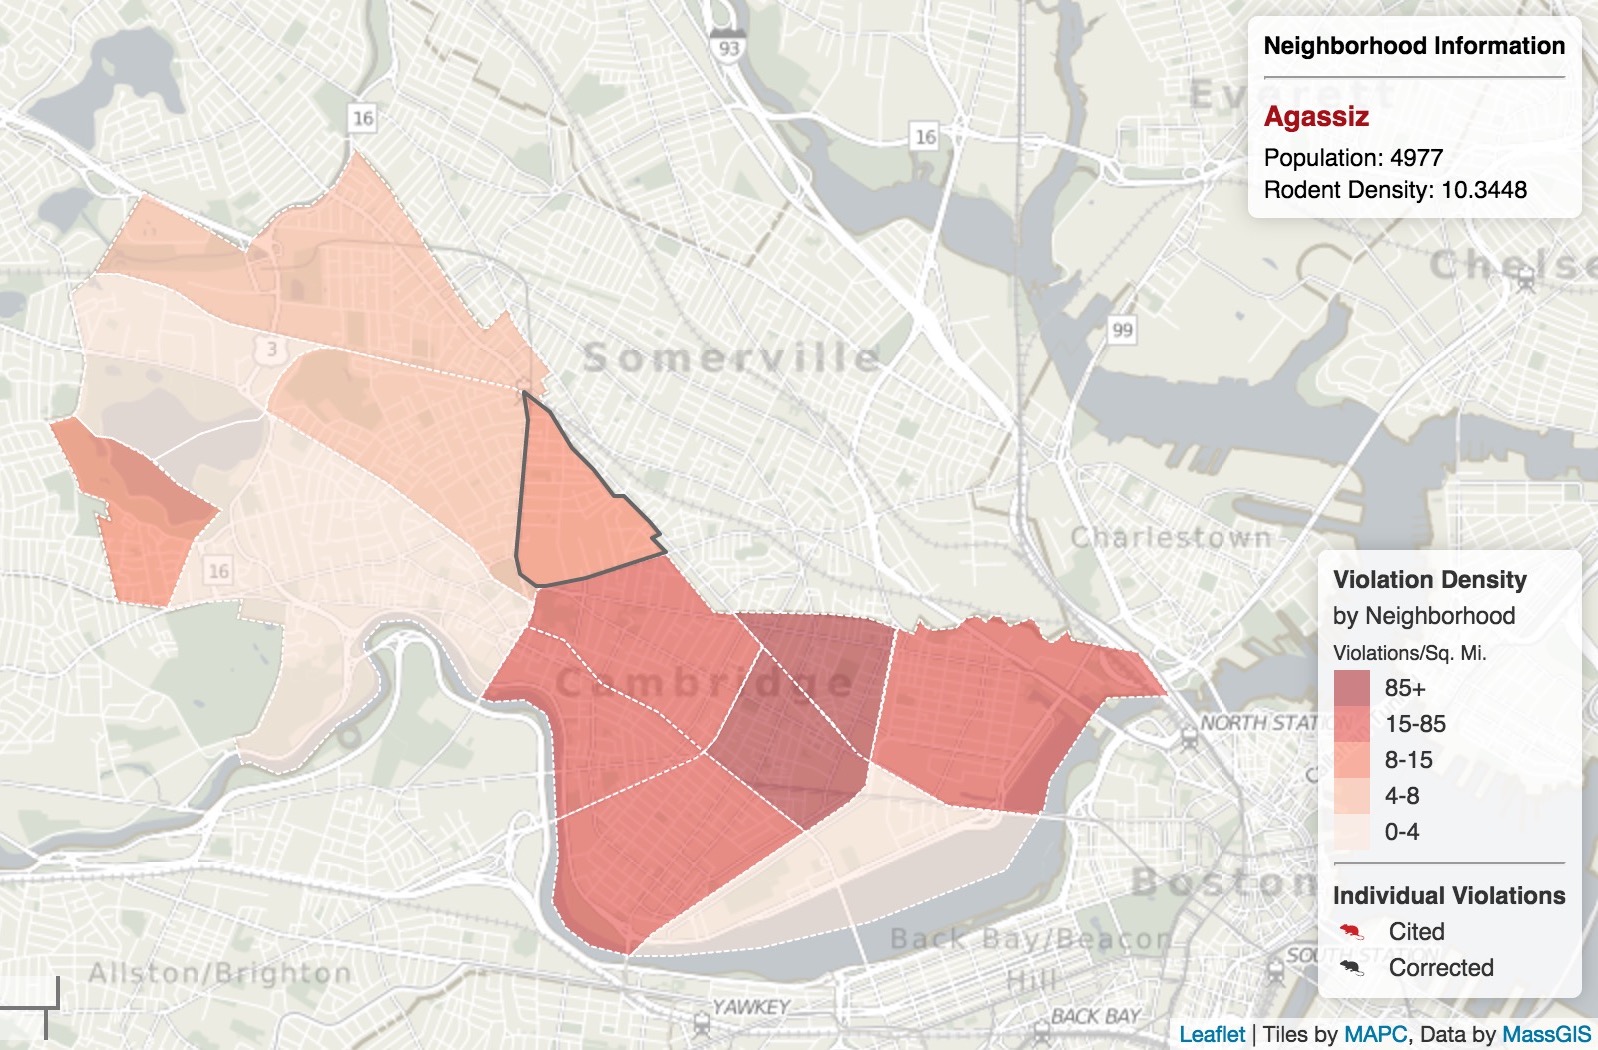 93
16
16
Everett
Neighborhood Information
Agassiz
Population: 4977
Rodent Density: 10.3448
Chelse
99
3
Somerville
Charlestown
16
Cambridge
NORTH STATION
Boston
Back Bay/Beacon
Hill
Allston/Brighton
YAWKEY
BACK BAY
SOUTH STATION
Violation Density
by Neighborhood
Violations/Sq. Mi.
85+
15-85
8-15
4-8
0-4
Individual Violations
Cited
Corrected
Leaflet | Tiles by MAPC, Data by MassGIS